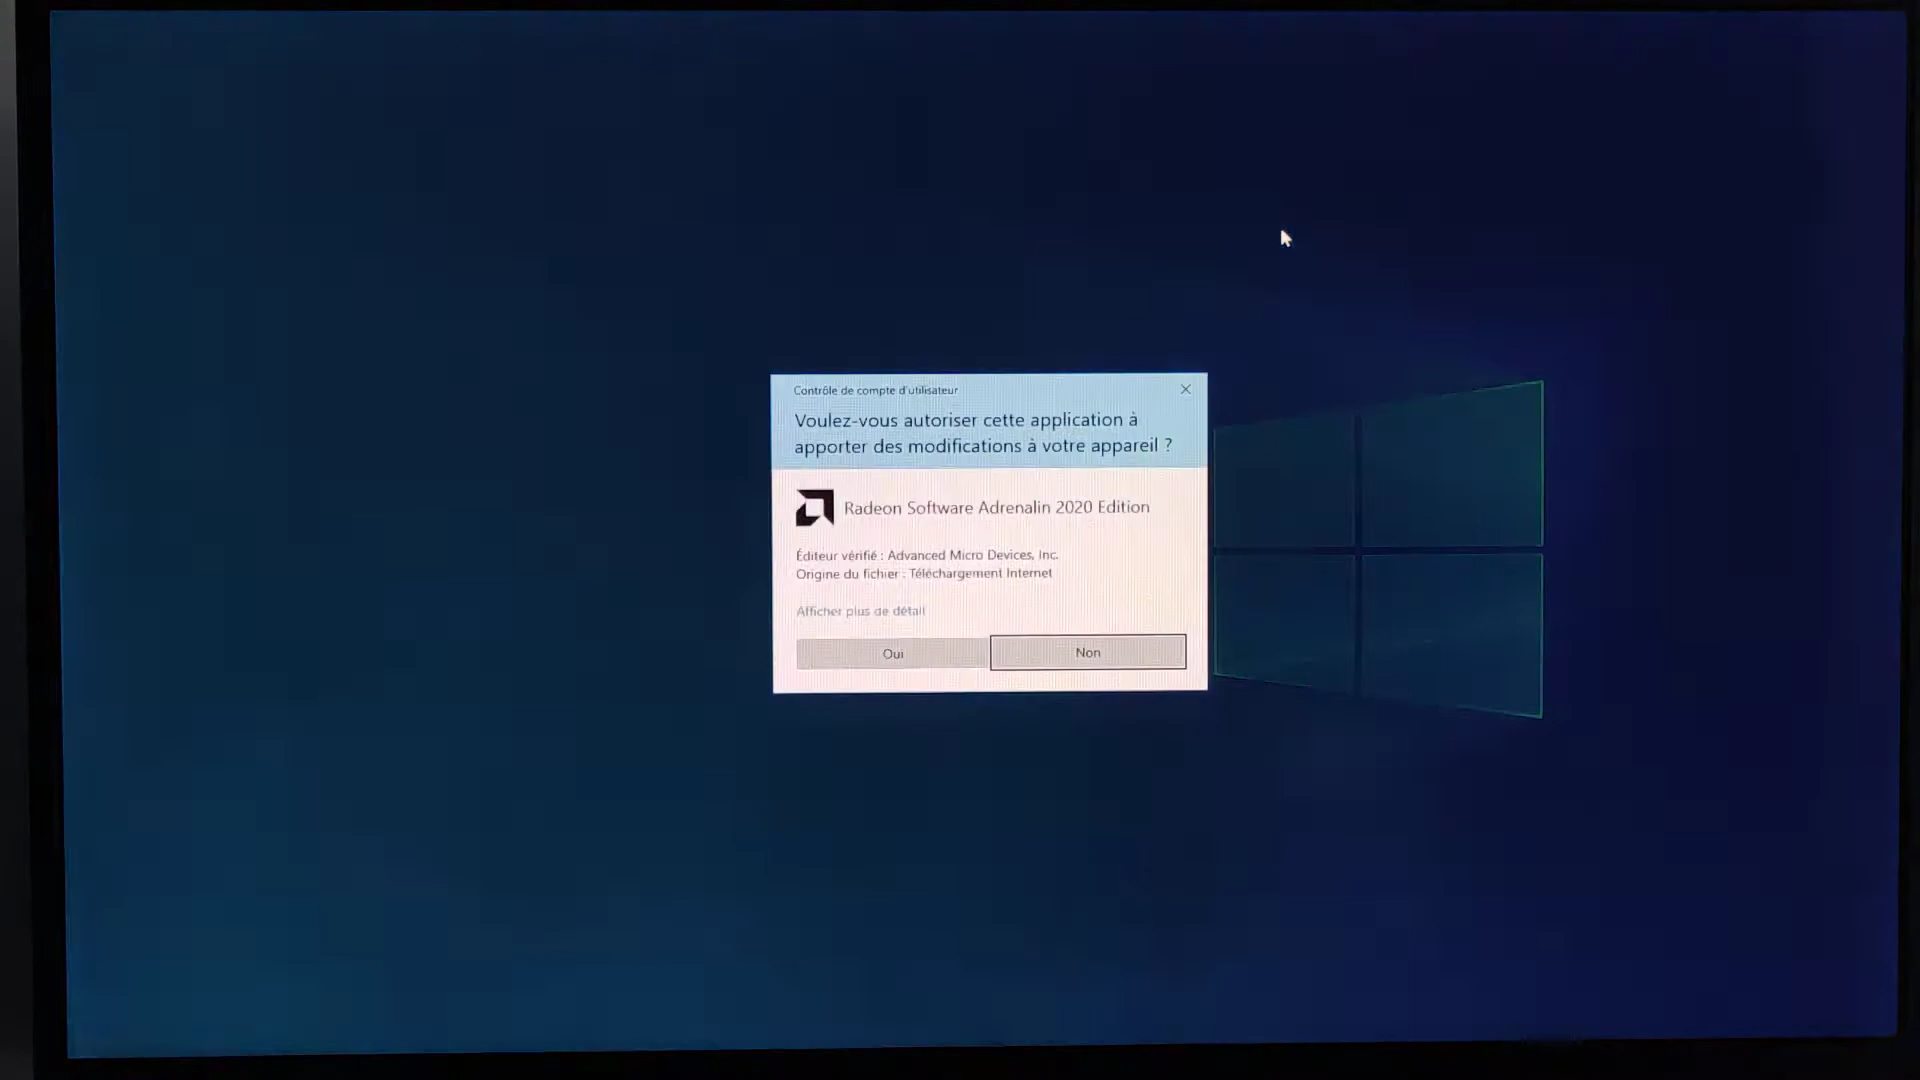 Contrôle de compte d'utilisateur
Voulez-vous autoriser cette application à
apporter des modifications à votre appareil ?
Radeon Software Adrenalin 2020 Edition
Éditeur vérifié : Advanced Micro Devices, Inc.
Origine du fichier : Téléchargement Internet
Afficher plus de détail
Oui
Non